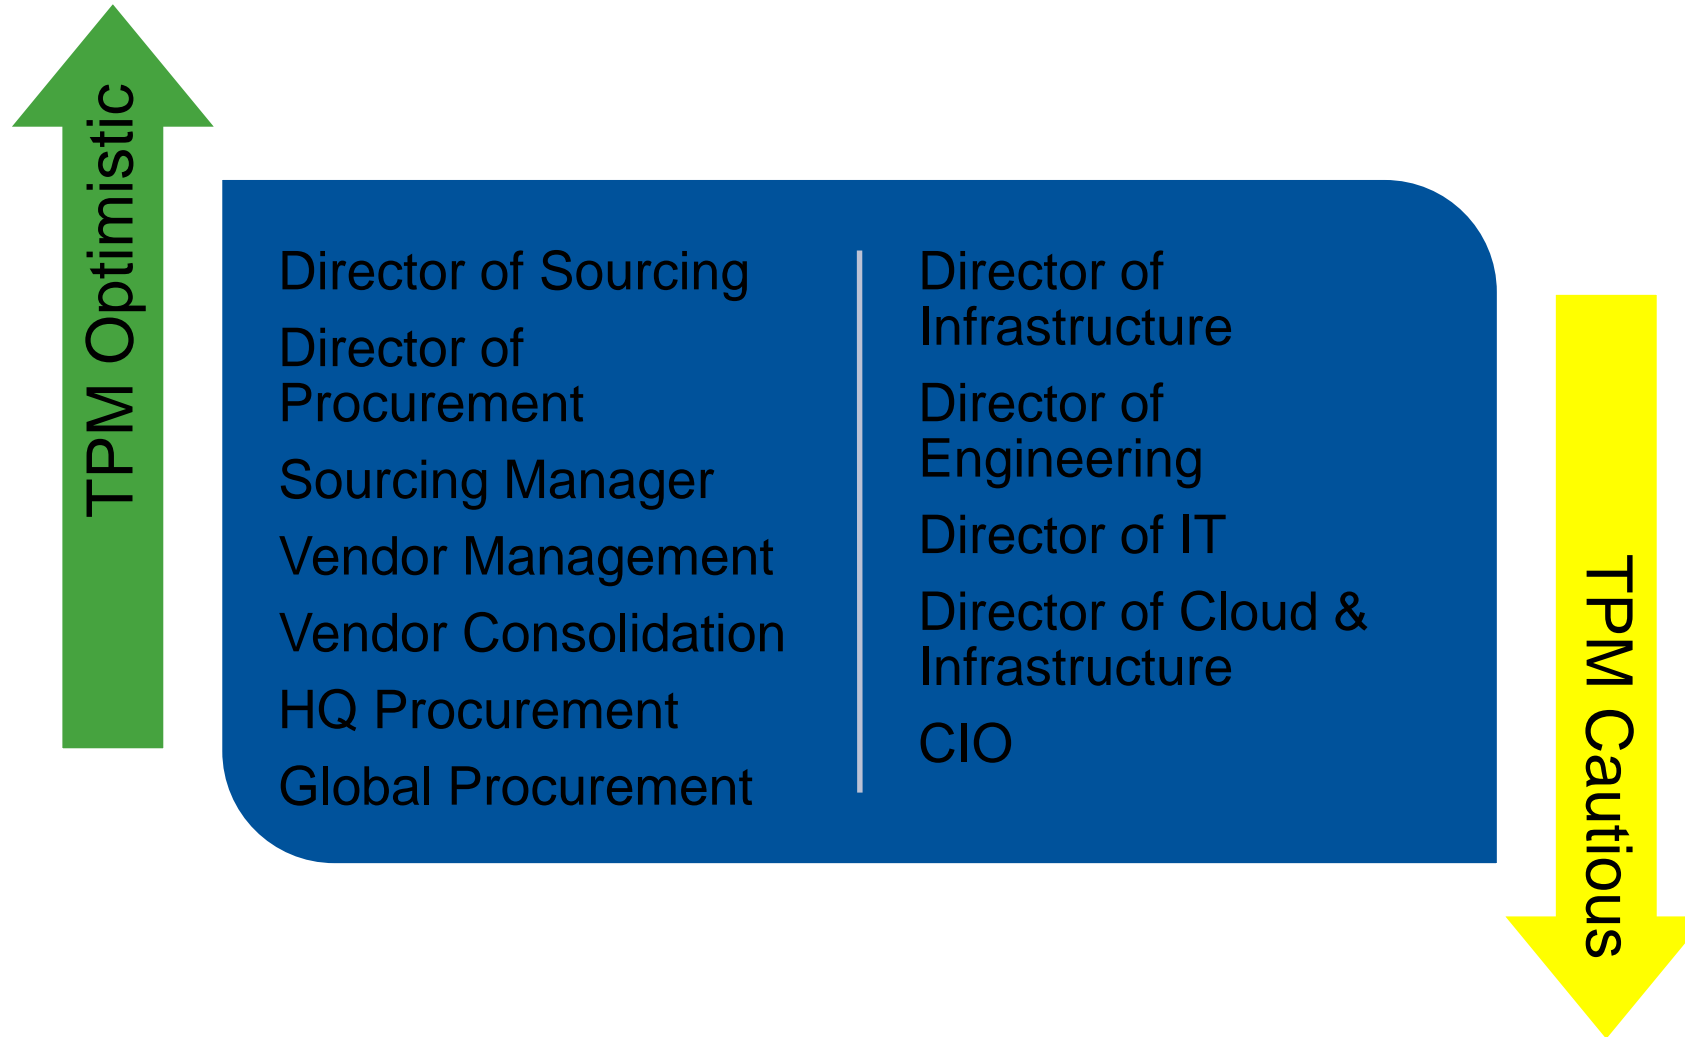 TPM Optimistic
Director of Sourcing
Director of
Procurement
Sourcing Manager
Vendor Management
Vendor Consolidation
HQ Procurement
Global Procurement
Director of
Infrastructure
Director of
Engineering
Director of IT
Director of Cloud &
Infrastructure
CIO
TPM Cautious